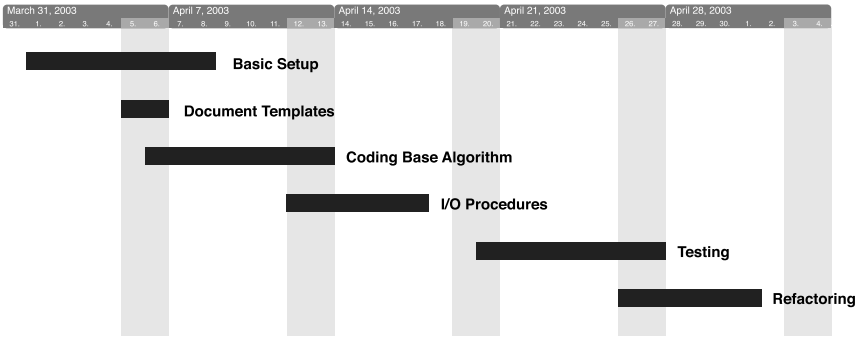 March 31, 2003 April 7, 2003 April 14, 2003 April 21, 2003 April 28, 2003
31. 1. 2. 3. 4. 5. 6. 7. 8. 9. 10. 11. 12. 13. 14. 15. 16. 17. 18. 19. 20. 21. 22. 23. 24. 25. 26. 27. 28. 29. 30. 1. 2. 3. 4.
Basic Setup
Document Templates
Coding Base Algorithm
I/O Procedures
Testing
Refactoring